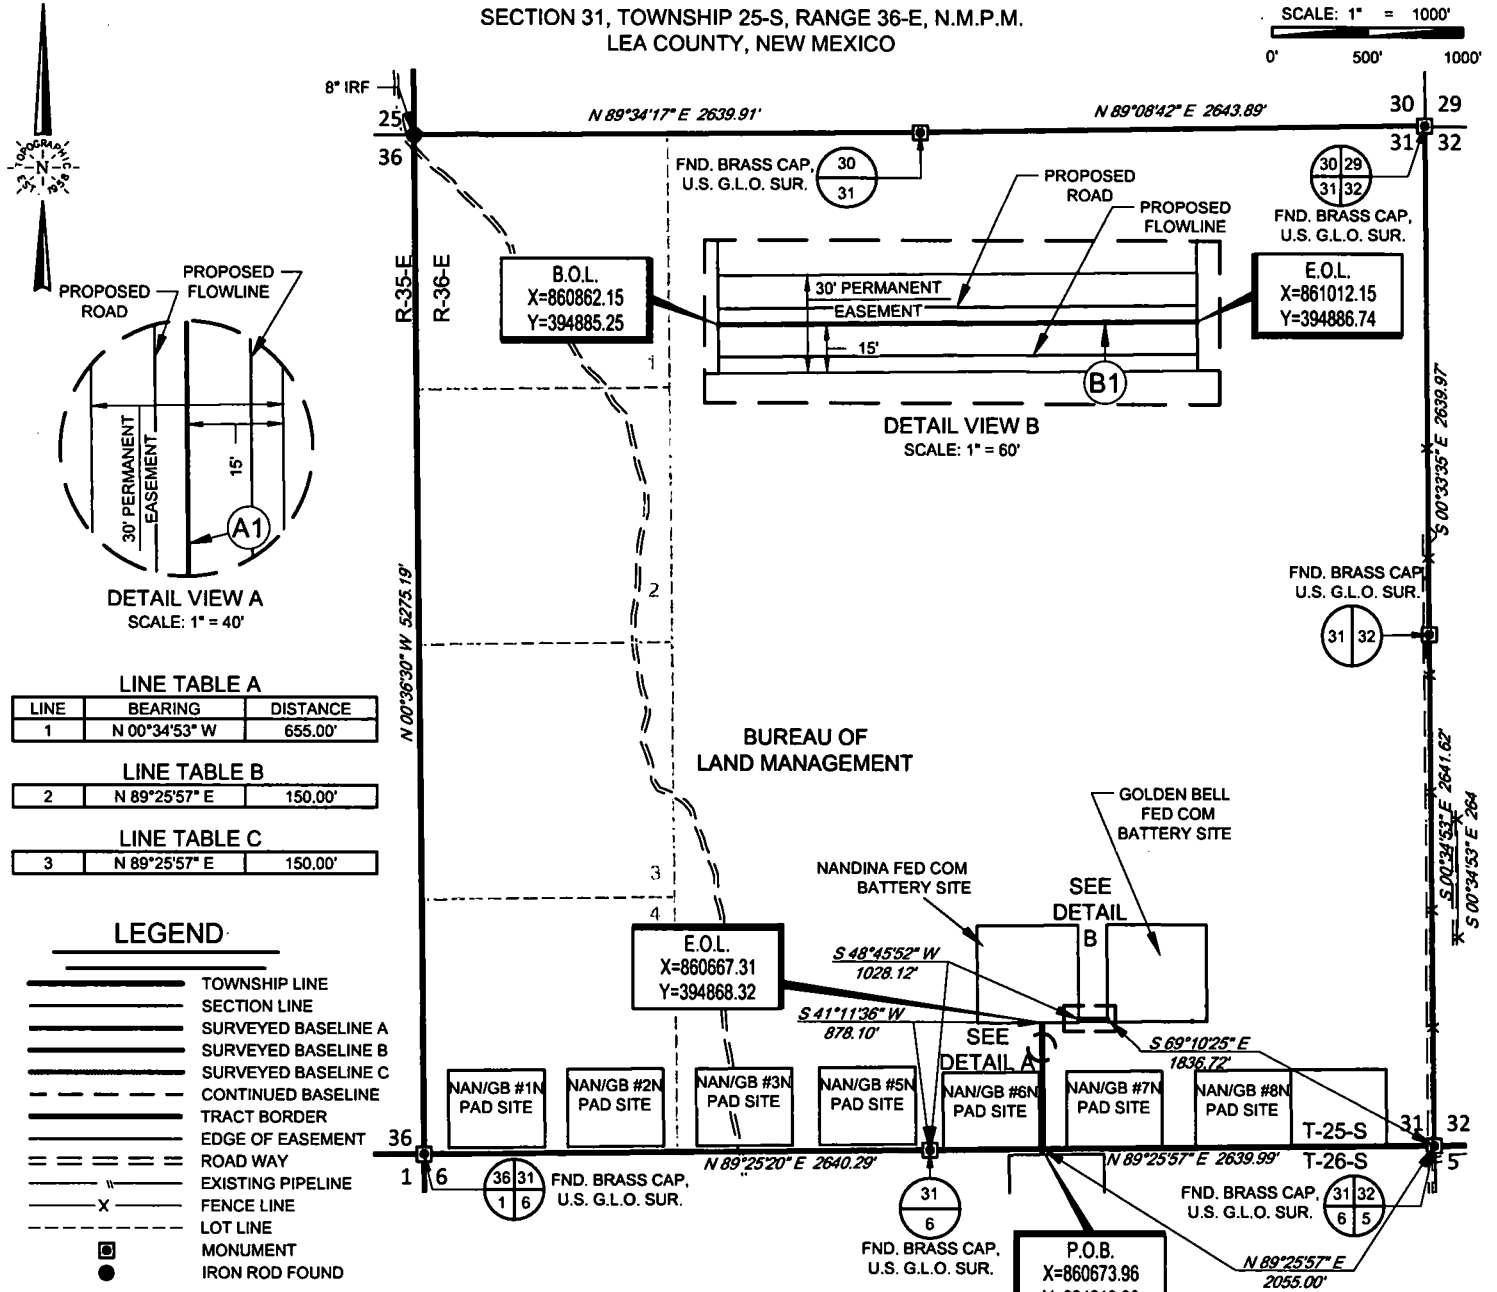 SECTION 31, TOWNSHIP 25-S, RANGE 36-E, N.M.P.M.
LEA COUNTY, NEW MEXICO
SCALE: 1" = 1000'
0' 500' 1000'
TOPOGRAPHIC
N
EST. 1958
8" IRF
25
36
N 89°34'17" E 2639.91'
N 89°08'42" E 2643.89'
30 29
31 32
FND. BRASS CAP,
U.S. G.L.O. SUR.
30
31
30 29
31 32
FND. BRASS CAP,
U.S. G.L.O. SUR.
R-35-E
R-36-E
PROPOSED
ROAD
PROPOSED
FLOWLINE
B.O.L.
X=860862.15
Y=394885.25
30' PERMANENT
EASEMENT
15'
B1
E.O.L.
X=861012.15
Y=394886.74
DETAIL VIEW B
SCALE: 1" = 60'
PROPOSED
ROAD
PROPOSED
FLOWLINE
30' PERMANENT
EASEMENT
15'
A1
DETAIL VIEW A
SCALE: 1" = 40'
1
2
3
4
N 00°36'30" W 5275.19'
S 00°33'35" E 2639.97'
FND. BRASS CAP
U.S. G.L.O. SUR.
31 32
S 00°34'53" E 2641.62'
S 00°34'53" E 264
LINE TABLE A
LINE BEARING DISTANCE
1 N 00°34'53" W 655.00'
LINE TABLE B
2 N 89°25'57" E 150.00'
LINE TABLE C
3 N 89°25'57" E 150.00'
BUREAU OF
LAND MANAGEMENT
GOLDEN BELL
FED COM
BATTERY SITE
NANDINA FED COM
BATTERY SITE
SEE
DETAIL
B
E.O.L.
X=860667.31
Y=394868.32
S 48°45'52" W
1028.12'
S 41°11'36" W
878.10'
SEE
DETAIL A
S 69°10'25" E
1836.72'
LEGEND
TOWNSHIP LINE
SECTION LINE
SURVEYED BASELINE A
SURVEYED BASELINE B
SURVEYED BASELINE C
CONTINUED BASELINE
TRACT BORDER
EDGE OF EASEMENT
ROAD WAY
EXISTING PIPELINE
X FENCE LINE
LOT LINE
MONUMENT
IRON ROD FOUND
NAN/GB #1N
PAD SITE
NAN/GB #2N
PAD SITE
NAN/GB #3N
PAD SITE
NAN/GB #5N
PAD SITE
NAN/GB #6N
PAD SITE
NAN/GB #7N
PAD SITE
NAN/GB #8N
PAD SITE
T-25-S
T-26-S
36
1 6
31 32
5
N 89°25'20" E 2640.29'
N 89°25'57" E 2639.99'
36 31
1 6
FND. BRASS CAP,
U.S. G.L.O. SUR.
31
6
FND. BRASS CAP,
U.S. G.L.O. SUR.
FND. BRASS CAP,
U.S. G.L.O. SUR.
31 32
6 5
P.O.B.
X=860673.96
N 89°25'57" E
2055.00'